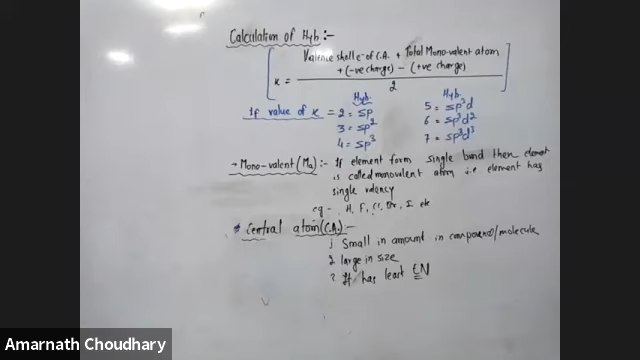 Calculation of Hyb :-
x = Valence shell e- of C.A. + Total Mono-valent atom
+ (-ve charge) - (+ve charge)
2
Hyb. Hyb.
If value of x = 2 = sp 5 = sp³d
3 = sp² 6 = sp³d²
4 = sp³ 7 = sp³d³
→ Mono-valent (Ma) :- If element form single bond then element
is called monovalent atom i.e element has
single valency
eg - H, F, Cl, Br, I etc
* Central atom (C.A.) :-
1 Small in amount in compound/molecule
2 large in size
3 It has least EN
Amarnath Choudhary